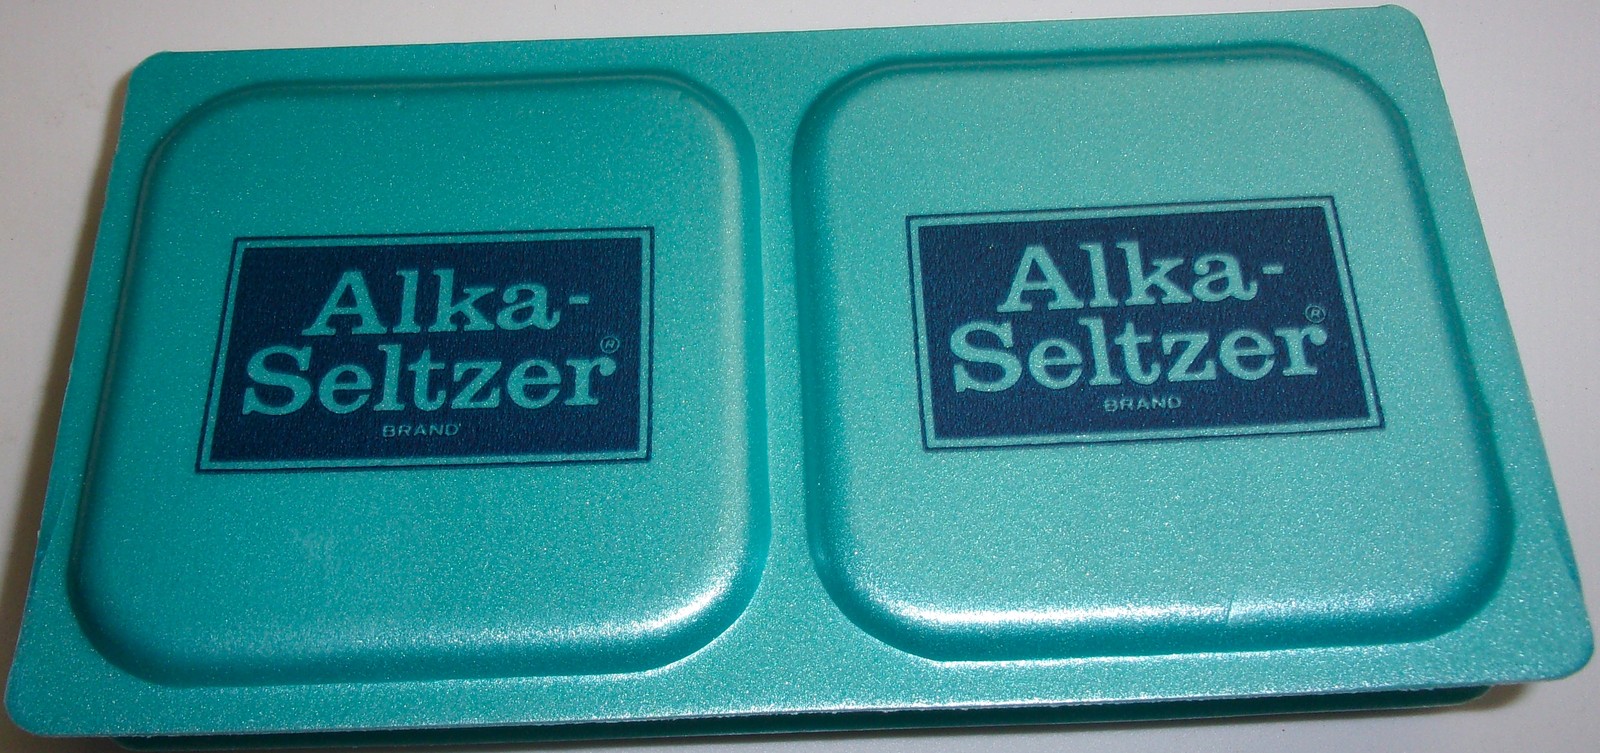 Alka-
Seltzer®
BRAND
Alka-
Seltzer®
BRAND